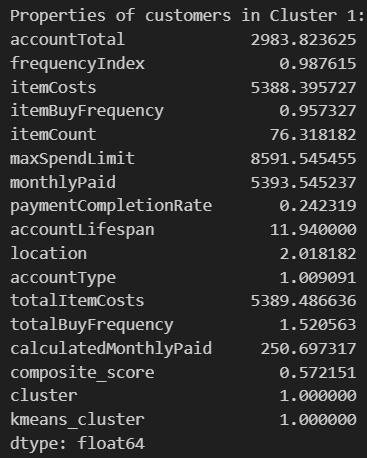 Properties of customers in Cluster 1:
accountTotal 2983.823625
frequencyIndex 0.987615
itemCosts 5388.395727
itemBuyFrequency 0.957327
itemCount 76.318182
maxSpendLimit 8591.545455
monthlyPaid 5393.545237
paymentCompletionRate 0.242319
accountLifespan 11.940000
location 2.018182
accountType 1.009091
totalItemCosts 5389.486636
totalBuyFrequency 1.520563
calculatedMonthlyPaid 250.697317
composite_score 0.572151
cluster 1.000000
kmeans_cluster 1.000000
dtype: float64